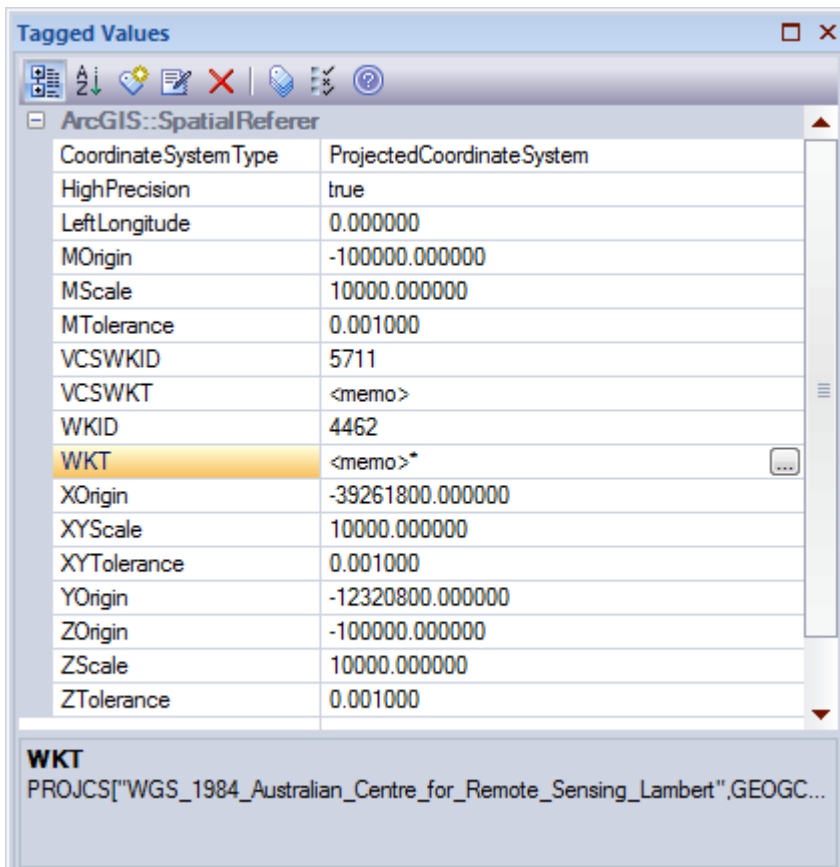 Tagged Values
ArcGIS::SpatialReferer
CoordinateSystemType ProjectedCoordinateSystem
HighPrecision true
LeftLongitude 0.000000
MOrigin -100000.000000
MScale 10000.000000
MTolerance 0.001000
VCSWKID 5711
VCSWKT <memo>
WKID 4462
WKT <memo>* ...
XOrigin -39261800.000000
XYScale 10000.000000
XYTolerance 0.001000
YOrigin -12320800.000000
ZOrigin -100000.000000
ZScale 10000.000000
ZTolerance 0.001000
WKT
PROJCS["WGS_1984_Australian_Centre_for_Remote_Sensing_Lambert",GEOGC...